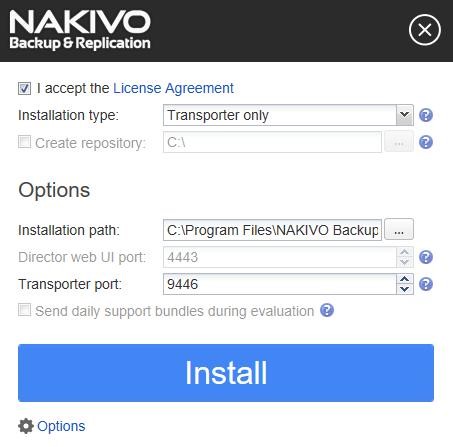 NAKIVO
Backup & Replication
I accept the License Agreement
Installation type: Transporter only ?
Create repository: C:\ ... ?
Options
Installation path: C:\Program Files\NAKIVO Backup ...
Director web UI port: 4443 ?
Transporter port: 9446 ?
Send daily support bundles during evaluation ?
Install
Options